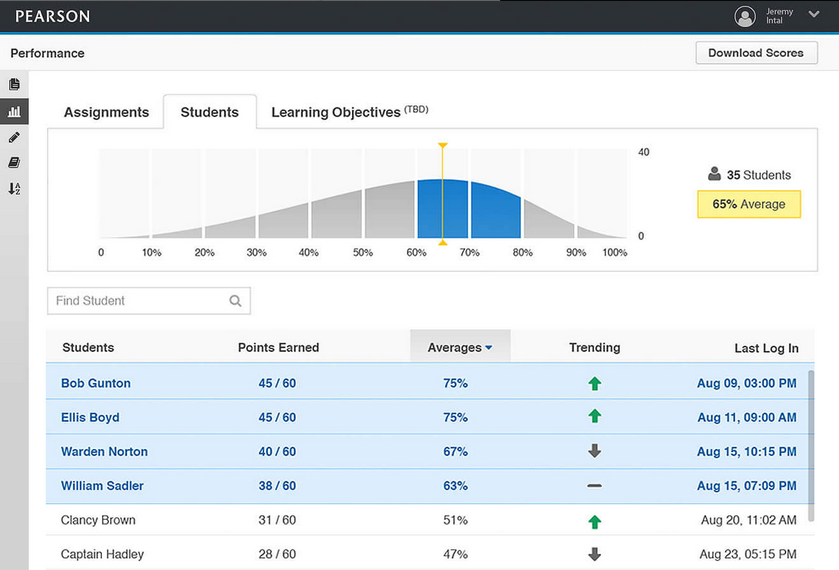 PEARSON
Jeremy
Intal
Performance
Download Scores
Assignments
Students
Learning Objectives (TBD)
40
35 Students
65% Average
0
0 10% 20% 30% 40% 50% 60% 70% 80% 90% 100%
Find Student
Students Points Earned Averages Trending Last Log In
Bob Gunton 45 / 60 75% Aug 09, 03:00 PM
Ellis Boyd 45 / 60 75% Aug 11, 09:00 AM
Warden Norton 40 / 60 67% Aug 15, 10:15 PM
William Sadler 38 / 60 63% Aug 15, 07:09 PM
Clancy Brown 31 / 60 51% Aug 20, 11:02 AM
Captain Hadley 28 / 60 47% Aug 23, 05:15 PM